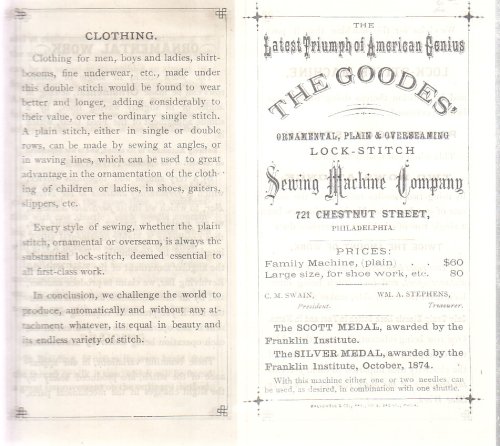 CLOTHING.
Clothing for men, boys and ladies, shirt-
bosoms, fine underwear, etc., made under
this double stitch would be found to wear
better and longer, adding considerably to
their value, over the ordinary single stitch.
A plain stitch, either in single or double
rows, can be made by sewing at angles, or
in waving lines, which can be used to great
advantage in the ornamentation of the cloth-
ing of children or ladies, in shoes, gaiters,
slippers, etc.
Every style of sewing, whether the plain
stitch, ornamental or overseam, is always the
substantial lock-stitch, deemed essential to
all first-class work.
In conclusion, we challenge the world to
produce, automatically and without any at-
tachment whatever, its equal in beauty and
its endless variety of stitch.
THE
Latest Triumph of American Genius
THE GOODES'
ORNAMENTAL, PLAIN & OVERSEAMING
LOCK-STITCH
Sewing Machine Company
721 CHESTNUT STREET,
PHILADELPHIA.
PRICES:
Family Machine, (plain) . . $60
Large size, for shoe work, etc. 80
C. M. SWAIN, WM. A. STEPHENS,
President. Treasurer.
The SCOTT MEDAL, awarded by the
Franklin Institute.
The SILVER MEDAL, awarded by the
Franklin Institute, October, 1874.
With this machine either one or two needles can
be used, as desired, in combination with one shuttle.